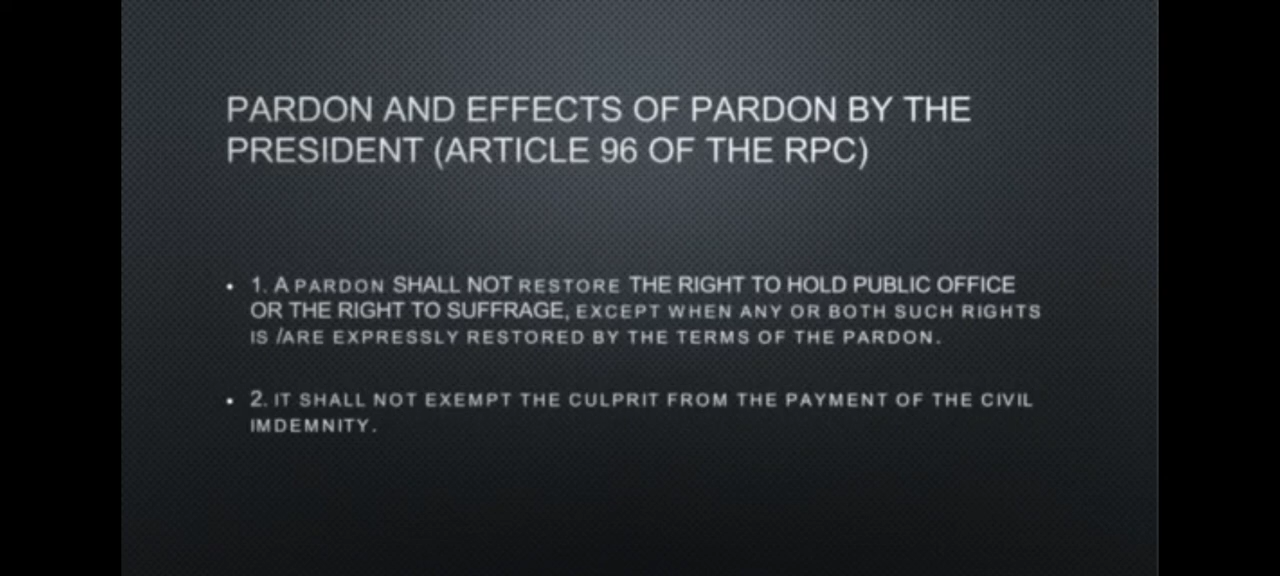 PARDON AND EFFECTS OF PARDON BY THE
PRESIDENT (ARTICLE 96 OF THE RPC)
• 1. A PARDON SHALL NOT RESTORE THE RIGHT TO HOLD PUBLIC OFFICE
OR THE RIGHT TO SUFFRAGE, EXCEPT WHEN ANY OR BOTH SUCH RIGHTS
IS /ARE EXPRESSLY RESTORED BY THE TERMS OF THE PARDON.
• 2. IT SHALL NOT EXEMPT THE CULPRIT FROM THE PAYMENT OF THE CIVIL
IMDEMNITY.